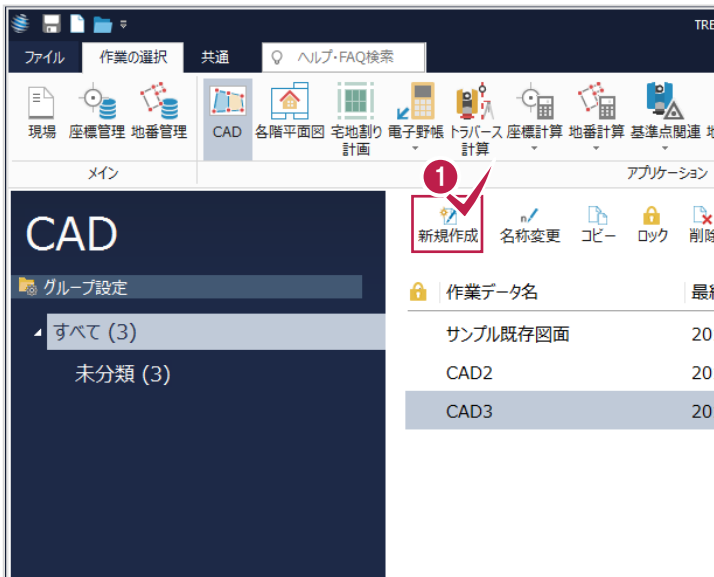 TRE
ファイル 作業の選択 共通 ヘルプ・FAQ検索
現場 座標管理 地番管理 CAD 各階平面図 宅地割り 計画 電子野帳 トラバース 計算 座標計算 地番計算 基準点関連
メイン アプリケーション
1
CAD
新規作成 名称変更 コピー ロック 削除
グループ設定
作業データ名 最終
すべて (3)
サンプル既存図面 20
未分類 (3)
CAD2 20
CAD3 20